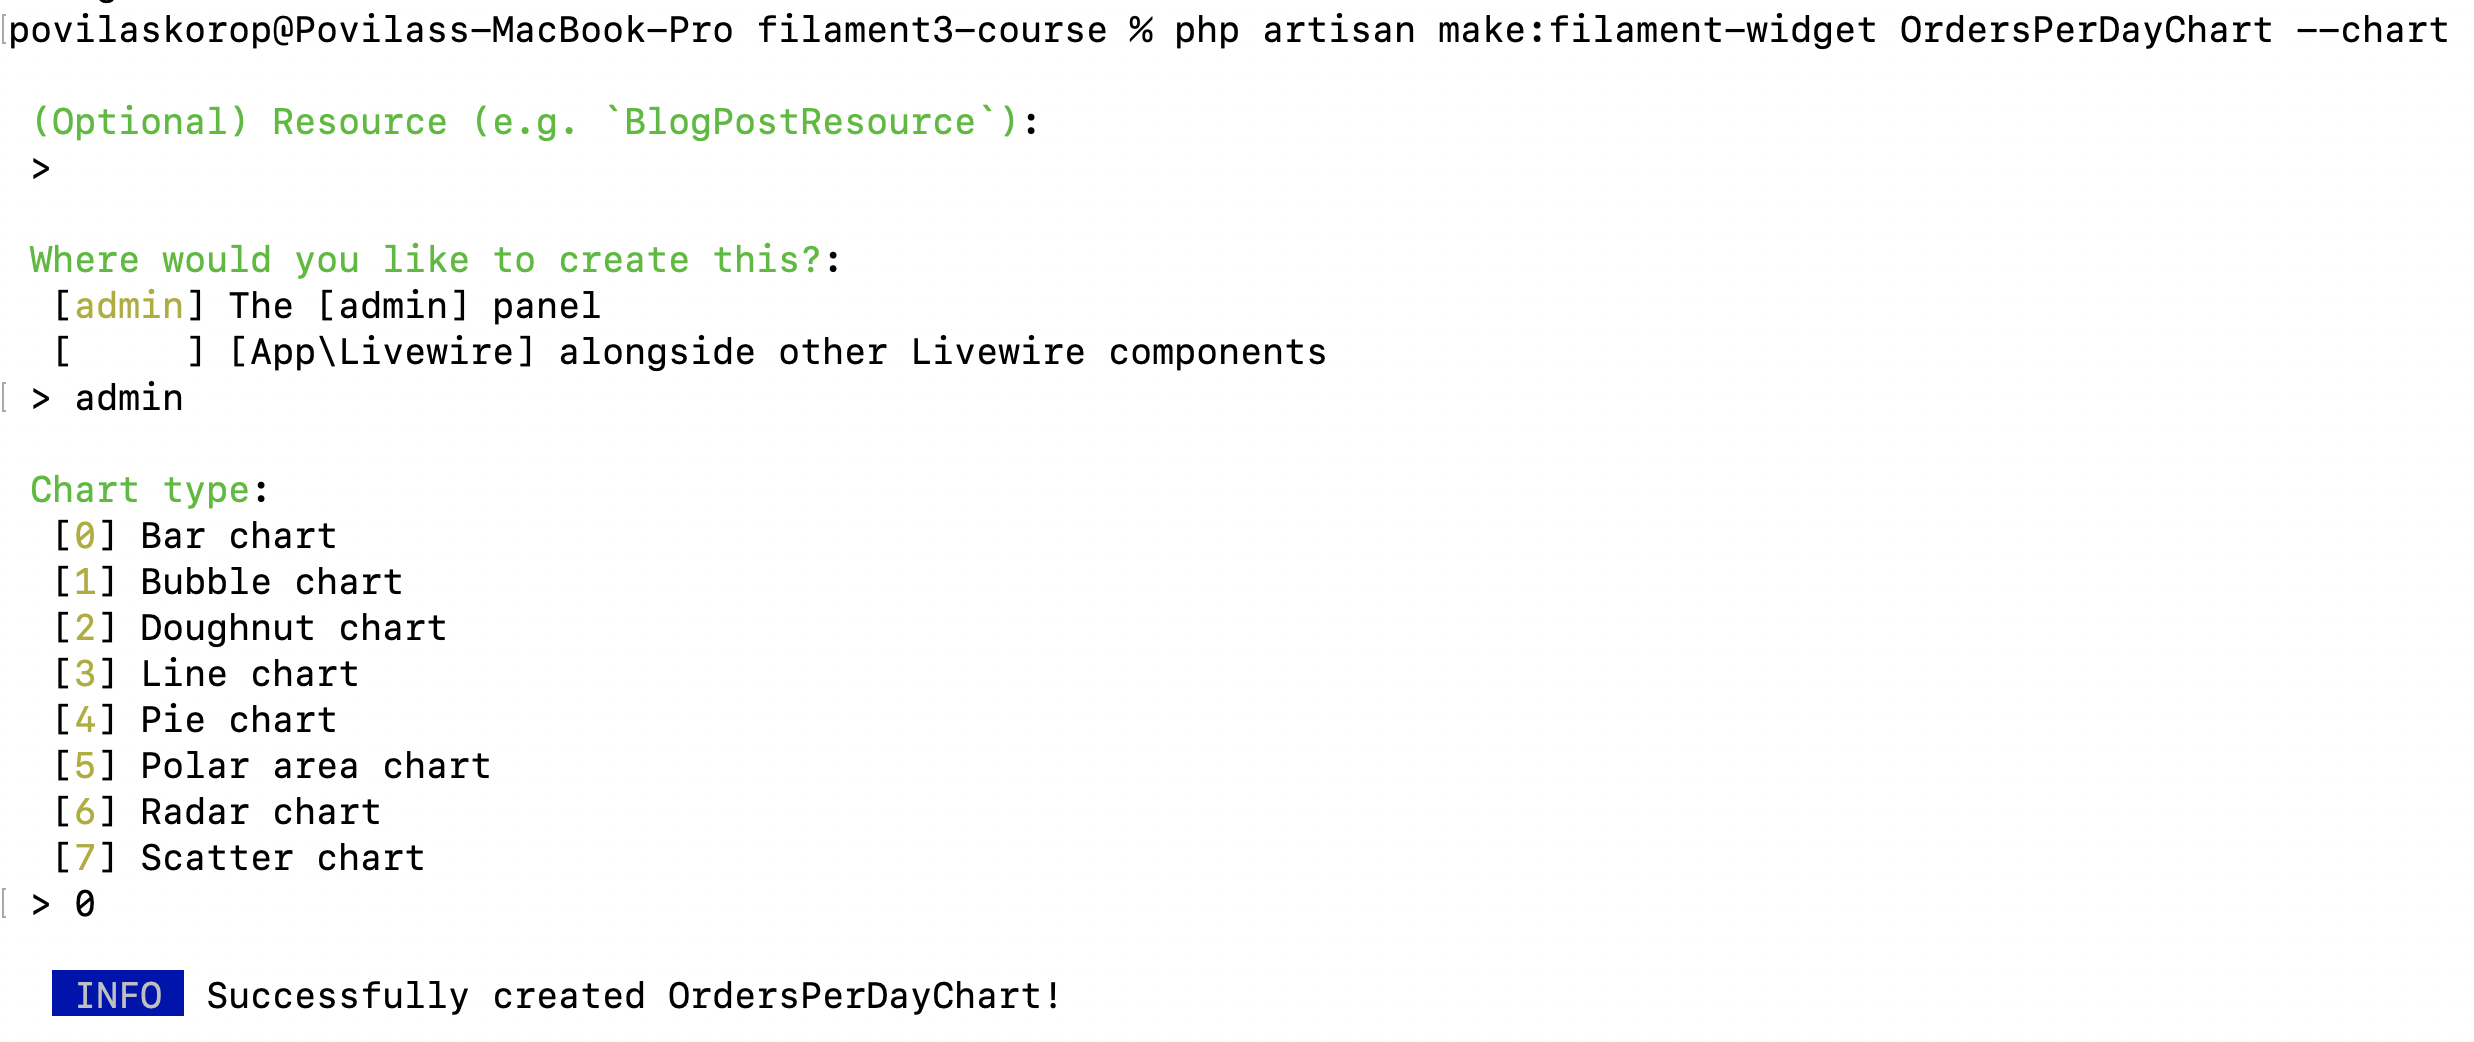 povilaskorop@Povilass-MacBook-Pro filament3-course % php artisan make:filament-widget OrdersPerDayChart --chart
(Optional) Resource (e.g. `BlogPostResource`):
>
Where would you like to create this?:
[admin] The [admin] panel
[     ] [App\Livewire] alongside other Livewire components
> admin
Chart type:
[0] Bar chart
[1] Bubble chart
[2] Doughnut chart
[3] Line chart
[4] Pie chart
[5] Polar area chart
[6] Radar chart
[7] Scatter chart
> 0
INFO Successfully created OrdersPerDayChart!